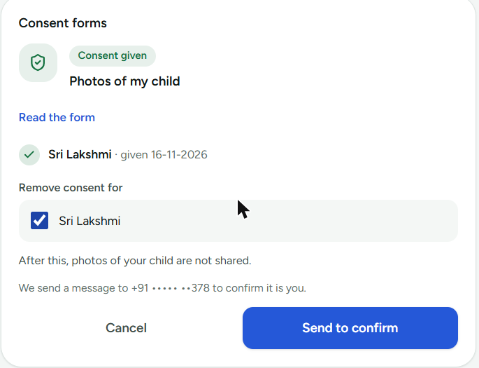 Consent forms
Consent given
Photos of my child
Read the form
Sri Lakshmi · given 16-11-2026
Remove consent for
Sri Lakshmi
After this, photos of your child are not shared.
We send a message to +91 ••••• ••378 to confirm it is you.
Cancel
Send to confirm